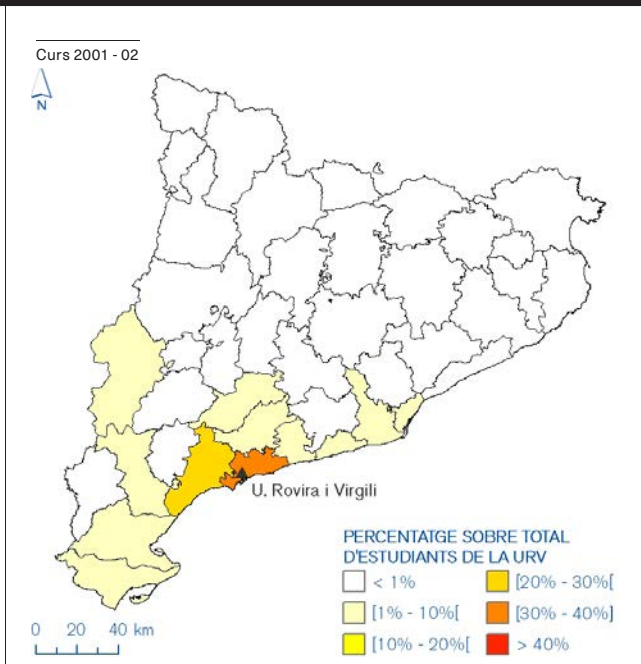 Curs 2001 - 02
N
U. Rovira i Virgili
PERCENTATGE SOBRE TOTAL
D'ESTUDIANTS DE LA URV
< 1%
[20% - 30%[
[1% - 10%[
[30% - 40%]
[10% - 20%[
> 40%
0 20 40 km